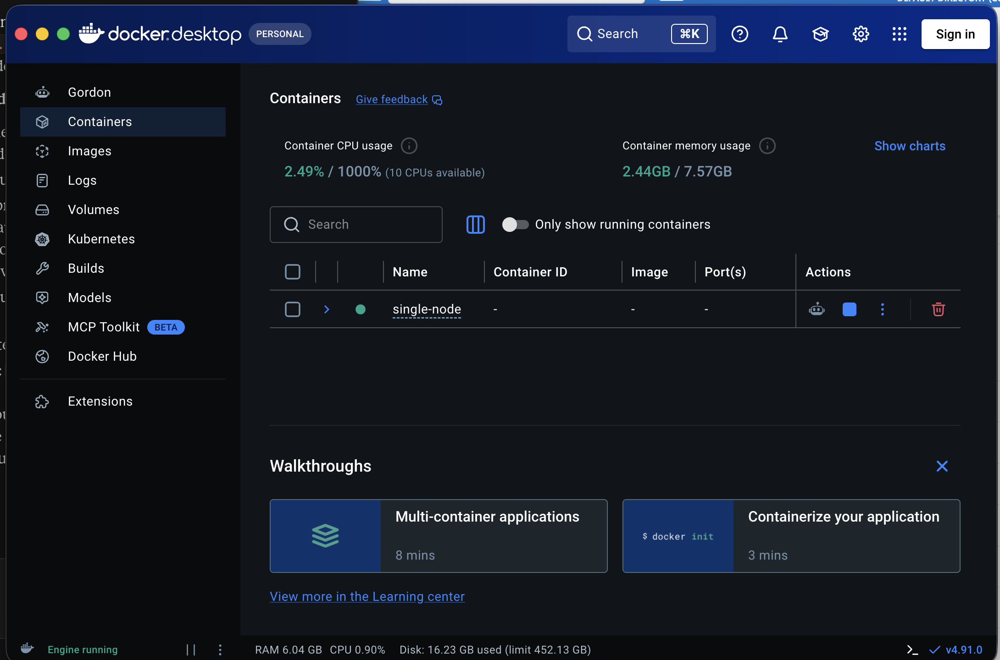 docker desktop PERSONAL Search ⌘K Sign in
Gordon
Containers
Images
Logs
Volumes
Kubernetes
Builds
Models
MCP Toolkit BETA
Docker Hub
Extensions
Containers Give feedback
Container CPU usage
2.49% / 1000% (10 CPUs available)
Container memory usage
2.44GB / 7.57GB
Show charts
Search
Only show running containers
Name Container ID Image Port(s) Actions
single-node - - -
Walkthroughs
Multi-container applications
8 mins
$ docker init
Containerize your application
3 mins
View more in the Learning center
Engine running
RAM 6.04 GB CPU 0.90% Disk: 16.23 GB used (limit 452.13 GB)
v4.91.0